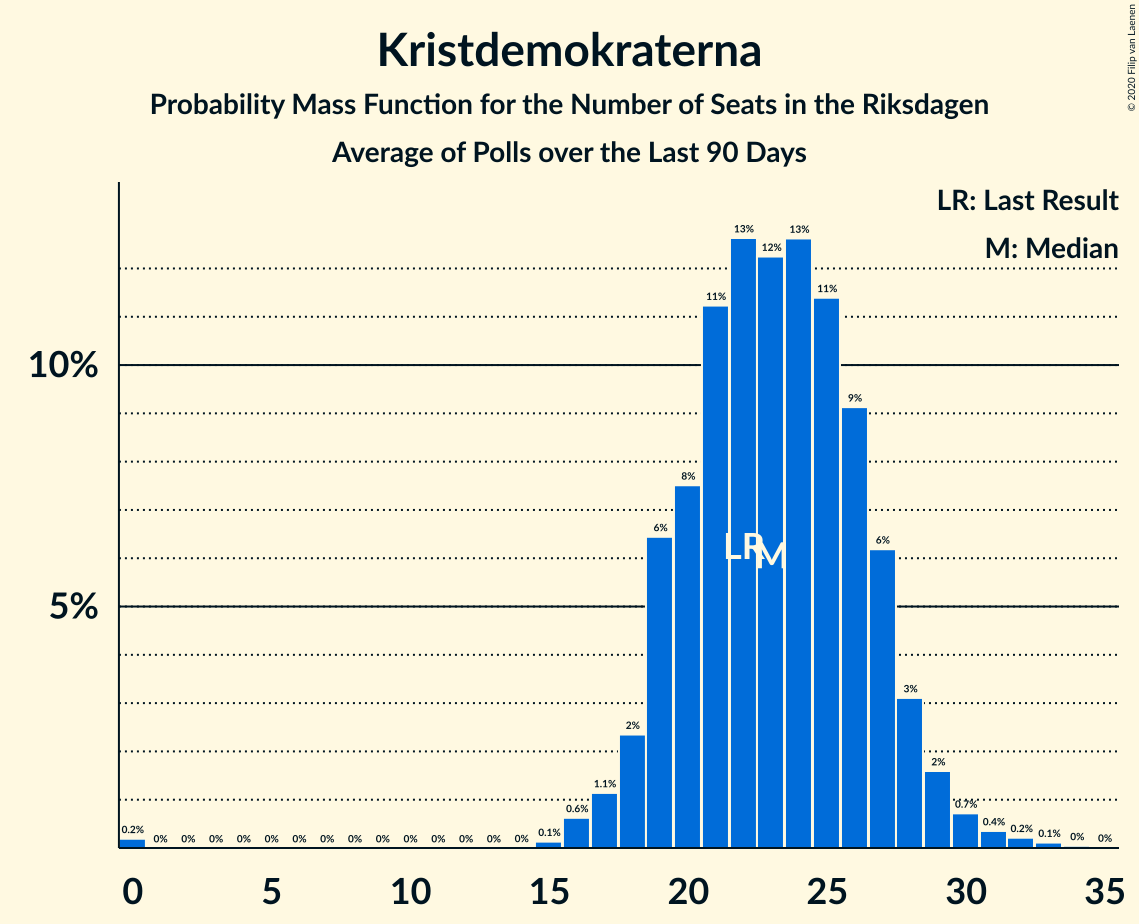 Kristdemokraterna
Probability Mass Function for the Number of Seats in the Riksdagen
Average of Polls over the Last 90 Days
© 2020 Filip van Laenen
LR: Last Result
M: Median
10%
5%
0.2% 0% 0% 0% 0% 0% 0% 0% 0% 0% 0% 0% 0% 0% 0% 0.1% 0.6% 1.1% 2% 6% 8% 11% 13% 12% 13% 11% 9% 6% 3% 2% 0.7% 0.4% 0.2% 0.1% 0% 0%
LR M
0 5 10 15 20 25 30 35